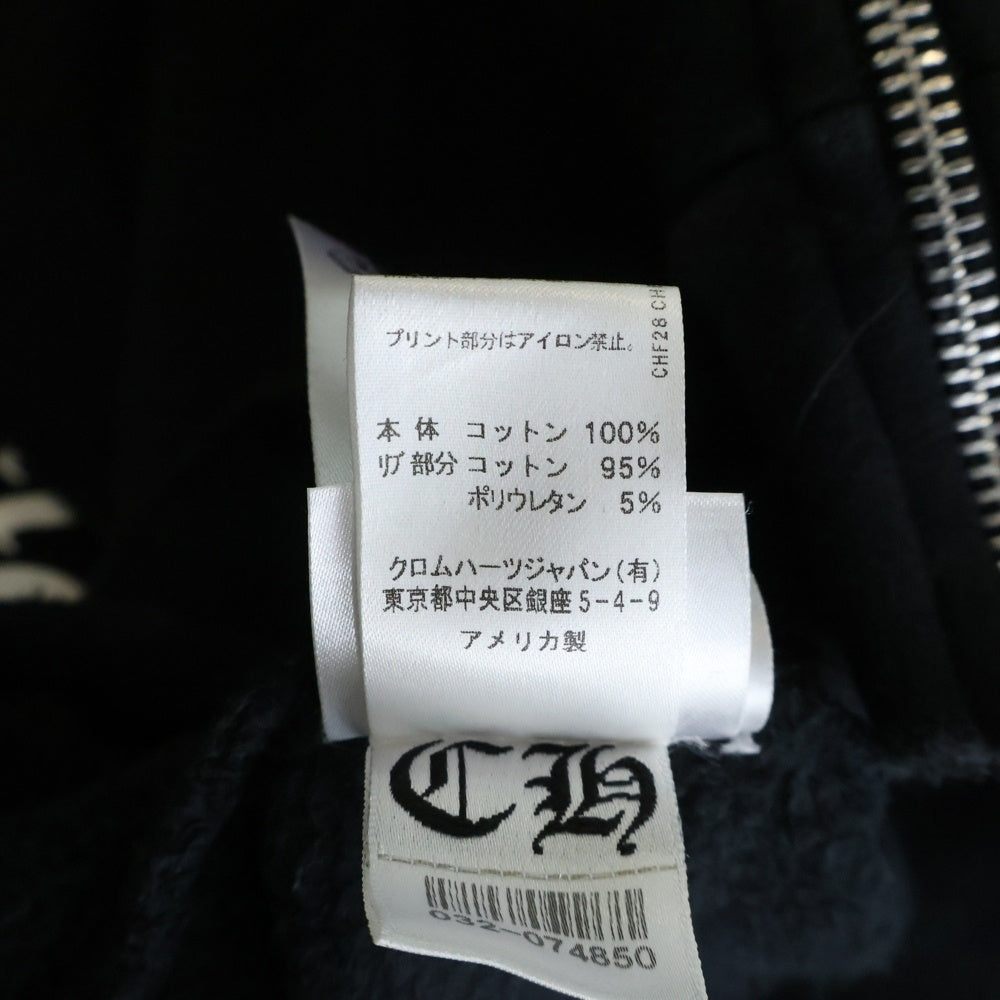 プリント部分はアイロン禁止。
CHF28 CH
本体 コットン 100%
リブ部分 コットン 95%
ポリウレタン 5%
クロムハーツジャパン(有)
東京都中央区銀座5-4-9
アメリカ製
CH
032-074850